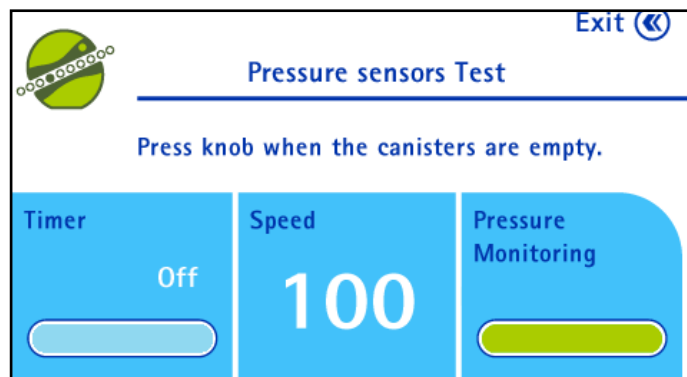 Exit
Pressure sensors Test
Press knob when the canisters are empty.
Timer
Off
Speed
100
Pressure
Monitoring